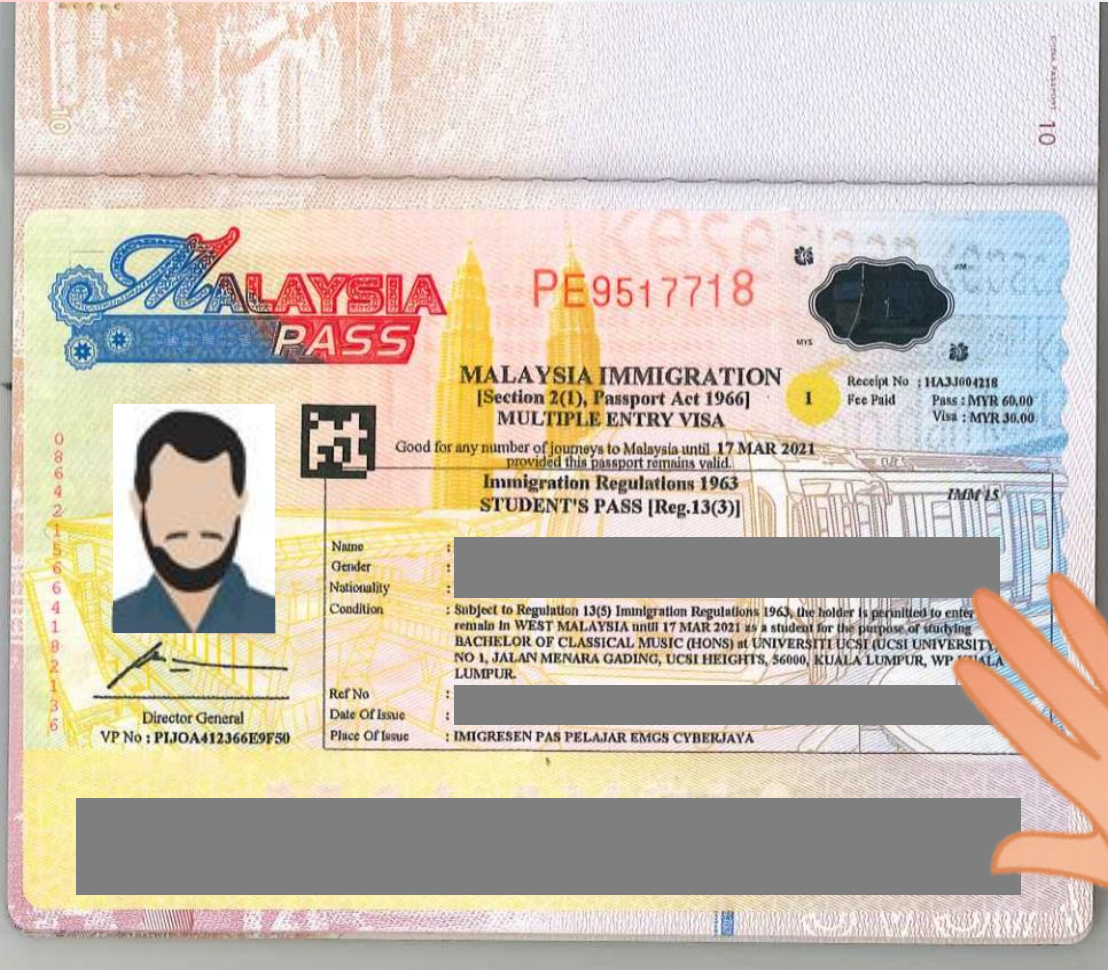 10
CHINA PASSPORT 10
MALAYSIA
PASS
PE9517718
MYS
MALAYSIA IMMIGRATION
[Section 2(1), Passport Act 1966]
MULTIPLE ENTRY VISA
1
Receipt No : HA3J004218
Fee Paid Pass : MYR 60.00
Visa : MYR 30.00
Good for any number of journeys to Malaysia until 17 MAR 2021
provided this passport remains valid.
Immigration Regulations 1963
STUDENT'S PASS [Reg.13(3)]
IMM 15
086421566418 2136
Name :
Gender :
Nationality :
Condition : Subject to Regulation 13(5) Immigration Regulations 1963, the holder is permitted to enter
remain in WEST MALAYSIA until 17 MAR 2021 as a student for the purpose of studying
BACHELOR OF CLASSICAL MUSIC (HONS) at UNIVERSITI UCSI (UCSI UNIVERSITY),
NO 1, JALAN MENARA GADING, UCSI HEIGHTS, 56000, KUALA LUMPUR, WP KUALA
LUMPUR.
Ref No :
Date Of Issue :
Place Of Issue : IMIGRESEN PAS PELAJAR EMGS CYBERJAYA
Director General
VP No : PIJOA412366E9F50